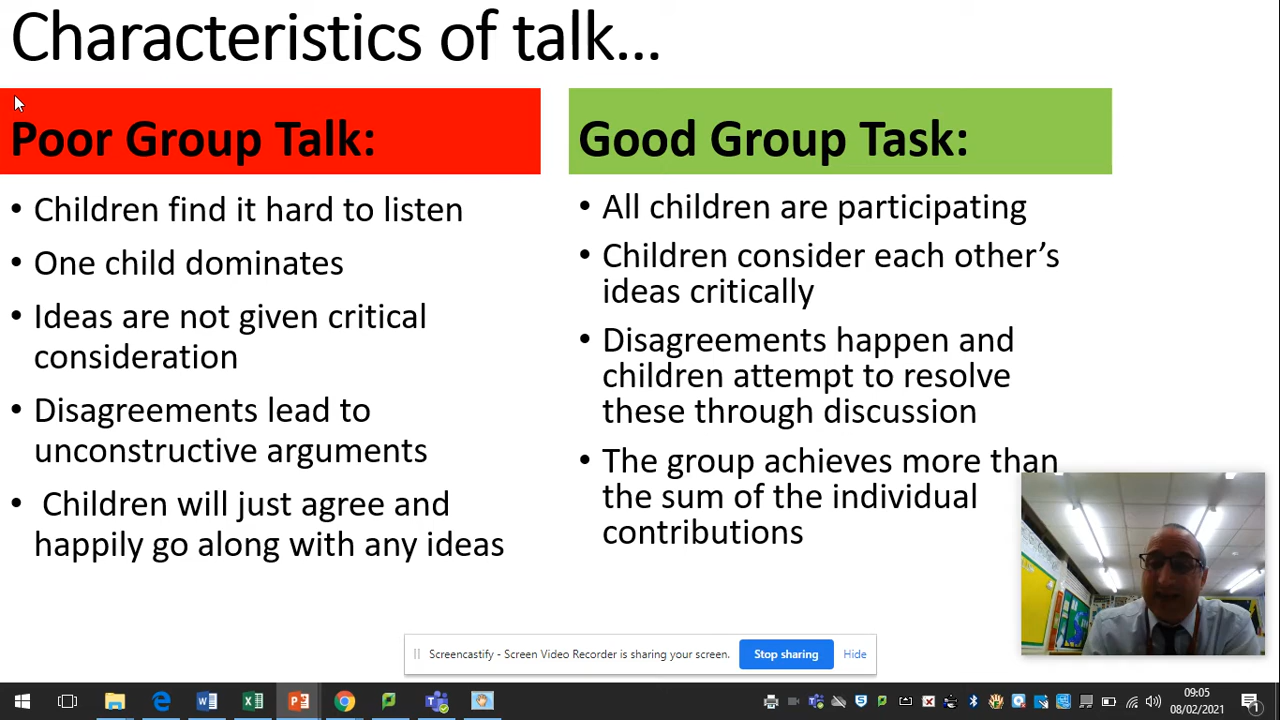 Characteristics of talk...
Poor Group Talk:
• Children find it hard to listen
• One child dominates
• Ideas are not given critical
consideration
• Disagreements lead to
unconstructive arguments
• Children will just agree and
happily go along with any ideas
Good Group Task:
• All children are participating
• Children consider each other’s
ideas critically
• Disagreements happen and
children attempt to resolve
these through discussion
• The group achieves more than
the sum of the individual
contributions
Screencastify - Screen Video Recorder is sharing your screen.
Stop sharing
Hide
09:05
08/02/2021